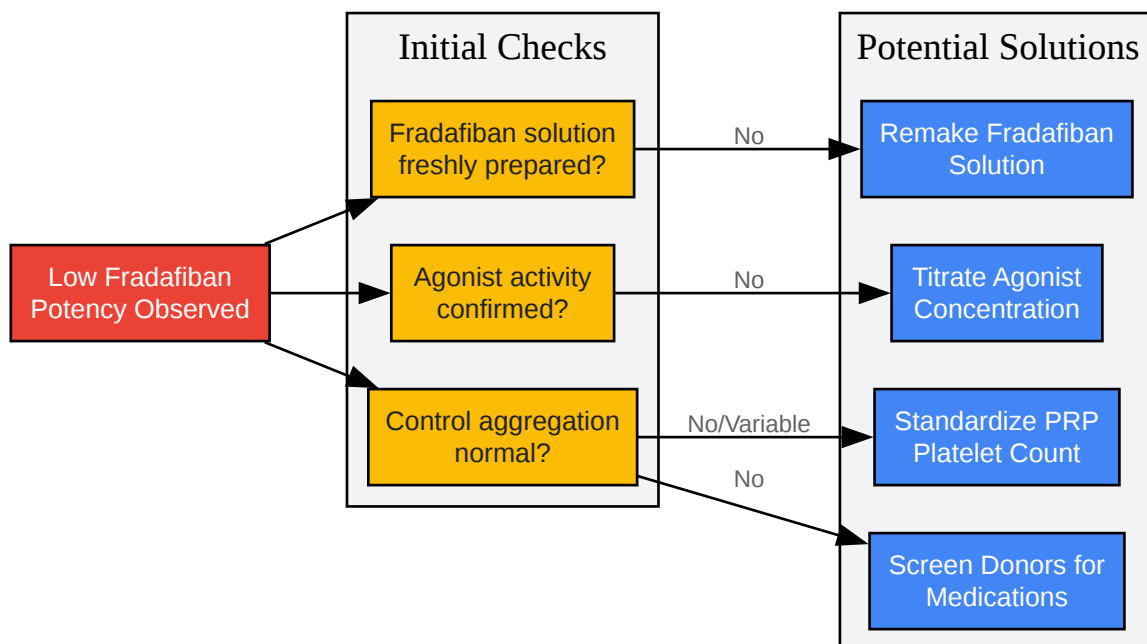 Initial Checks
Potential Solutions
Fradafiban solution
freshly prepared?
No
Remake Fradafiban
Solution
Low Fradafiban
Potency Observed
Agonist activity
confirmed?
No
Titrate Agonist
Concentration
Control aggregation
normal?
No/Variable
Standardize PRP
Platelet Count
No
Screen Donors for
Medications